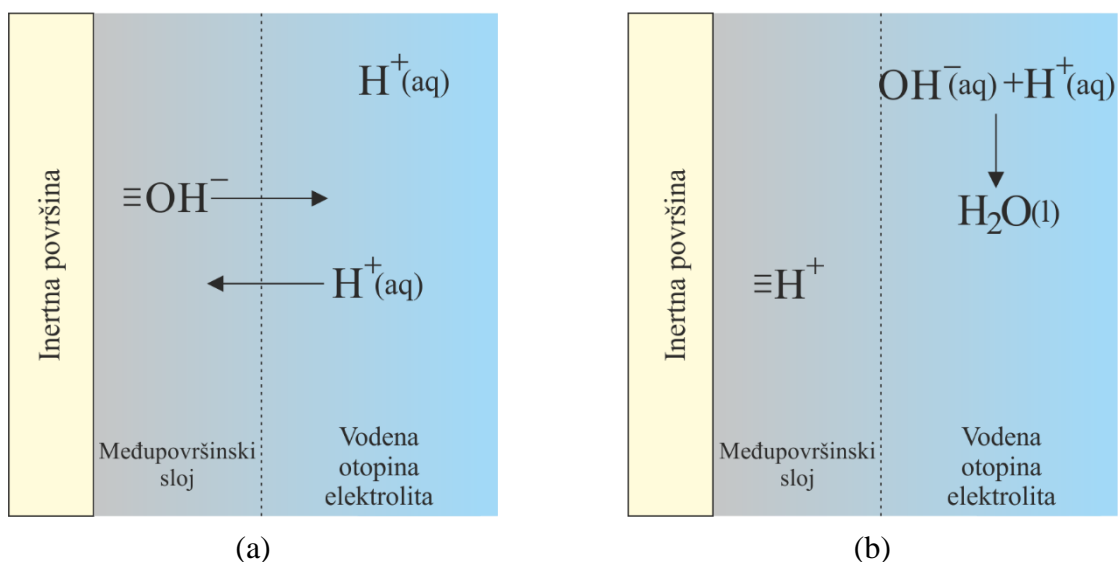 Inertna površina
H⁺(aq)
≡OH⁻
H⁺(aq)
Međupovršinski
sloj
Vodena
otopina
elektrolita
(a)
Inertna površina
OH⁻(aq) +H⁺(aq)
H₂O(l)
≡H⁺
Međupovršinski
sloj
Vodena
otopina
elektrolita
(b)